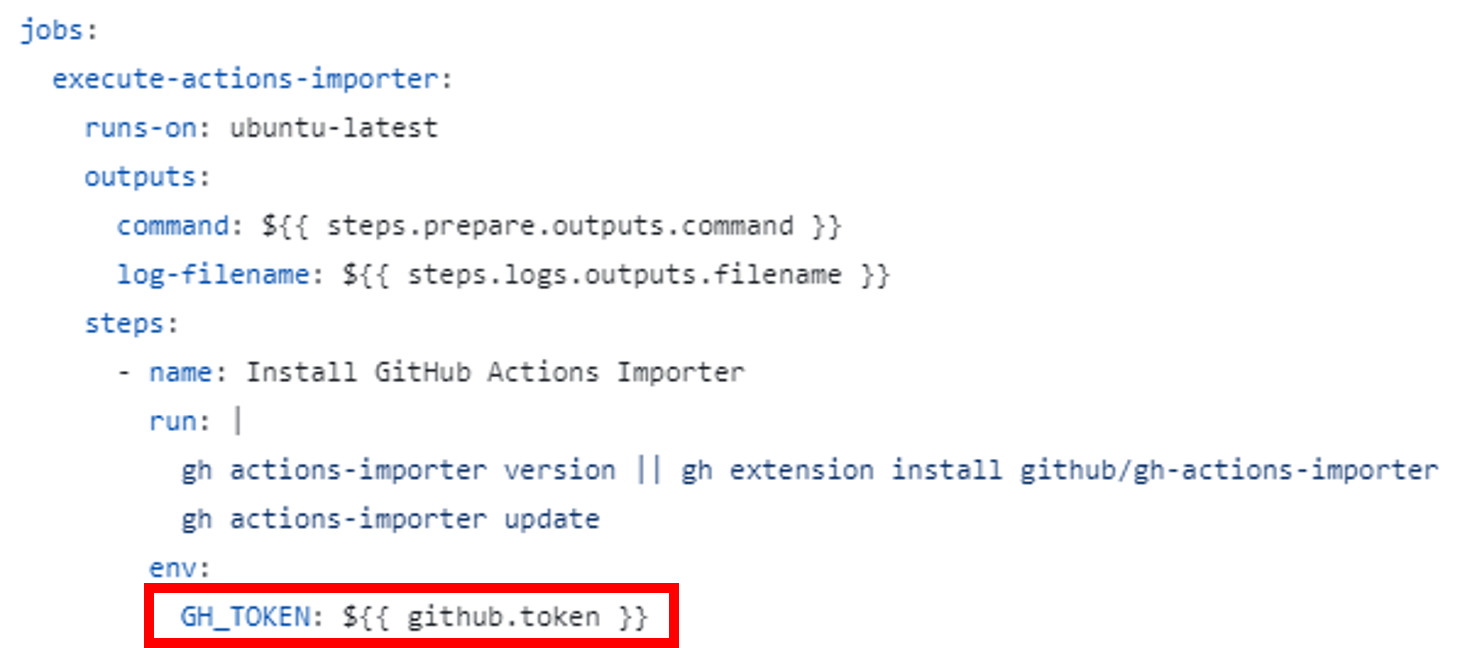 jobs:
  execute-actions-importer:
    runs-on: ubuntu-latest
    outputs:
      command: ${{ steps.prepare.outputs.command }}
      log-filename: ${{ steps.logs.outputs.filename }}
    steps:
      - name: Install GitHub Actions Importer
        run: |
          gh actions-importer version || gh extension install github/gh-actions-importer
          gh actions-importer update
        env:
          GH_TOKEN: ${{ github.token }}